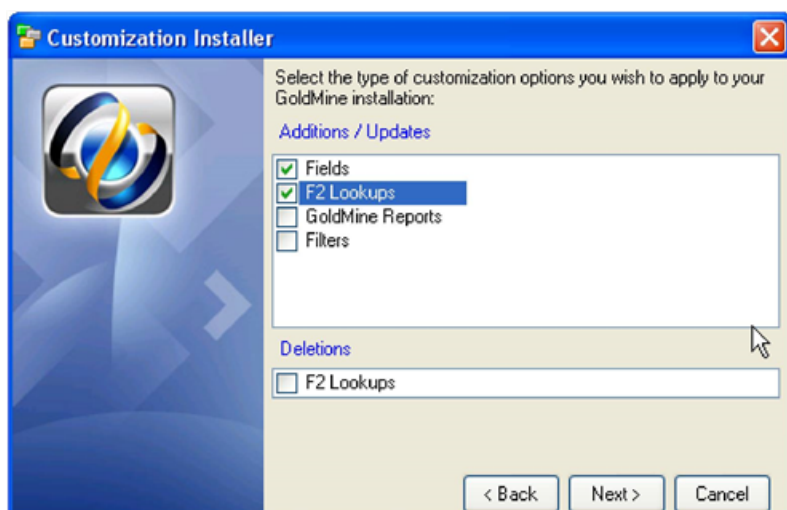 Customization Installer
Select the type of customization options you wish to apply to your
GoldMine installation:
Additions / Updates
Fields
F2 Lookups
GoldMine Reports
Filters
Deletions
F2 Lookups
< Back
Next >
Cancel